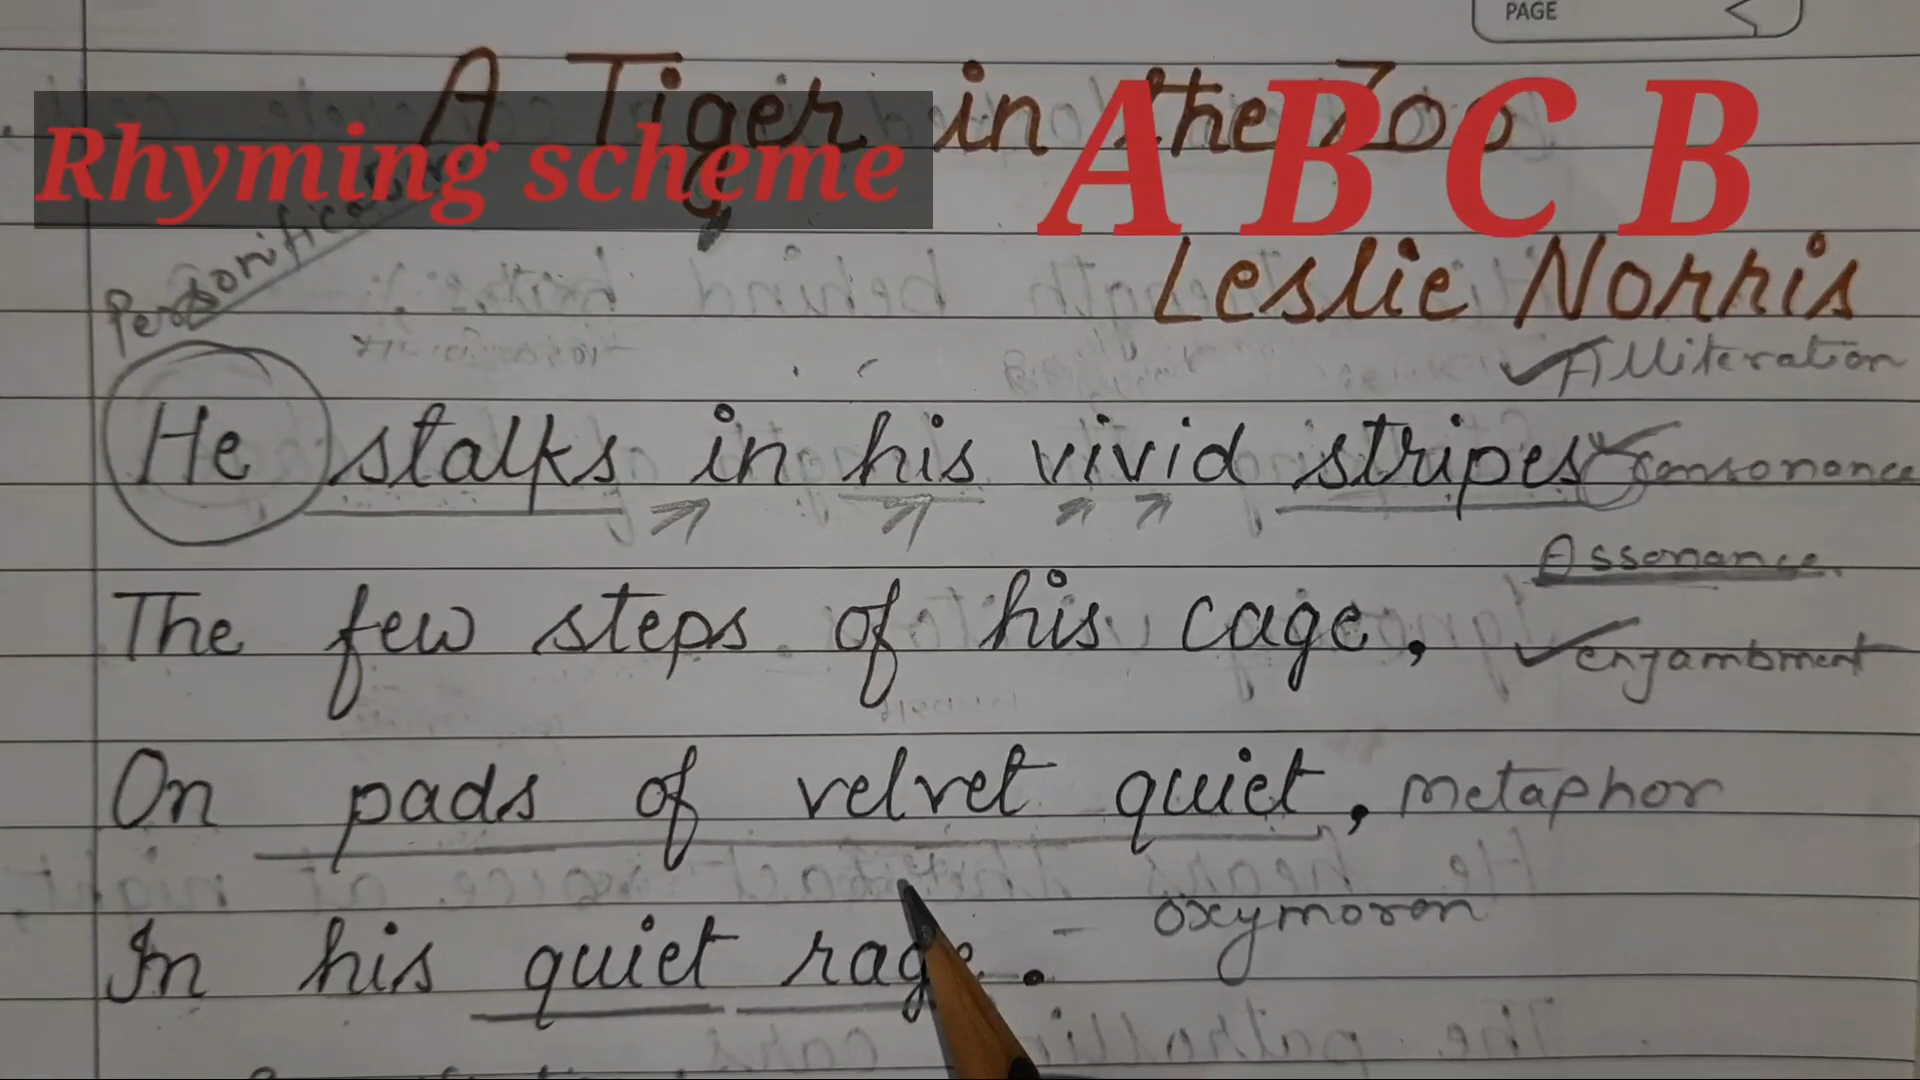 PAGE
A Tiger in the Zoo
Rhyming scheme A B C B
Leslie Norris
Personification
Alliteration
He stalks in his vivid stripes consonance
Assonance
The few steps of his cage, enjambment
On pads of velvet quiet, metaphor
In his quiet rage. - oxymoron